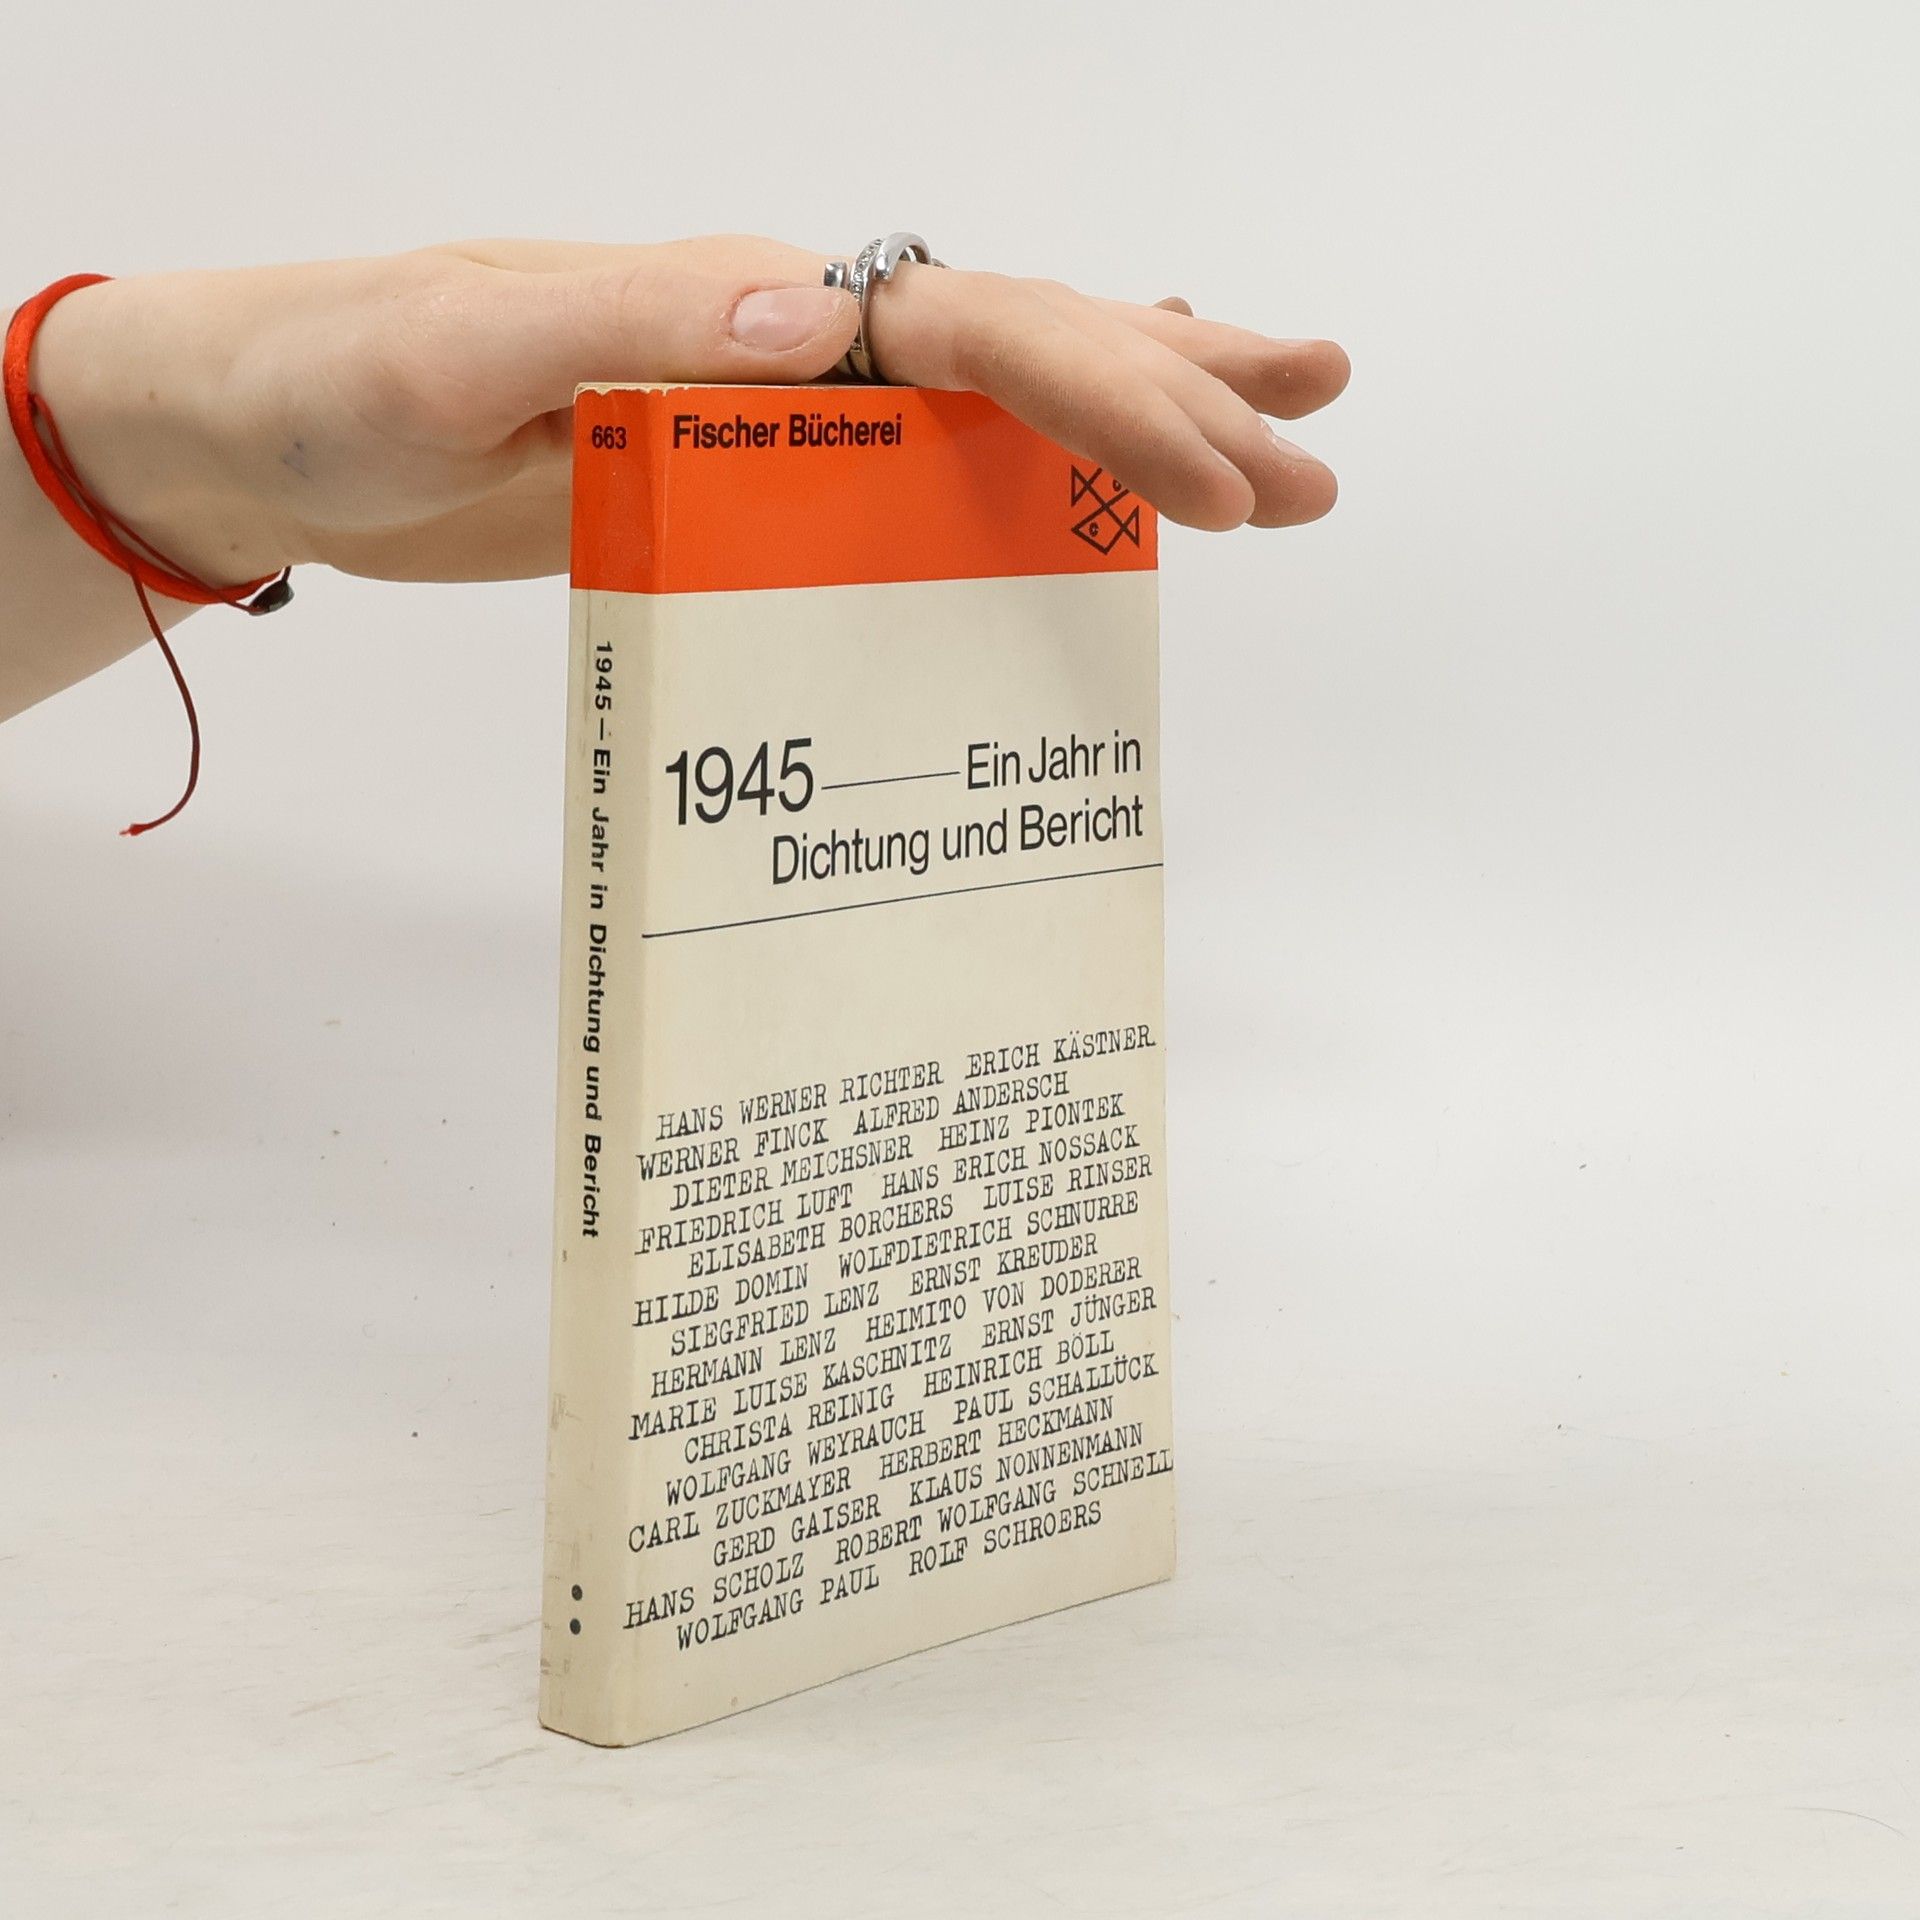 663
Fischer Bücherei
1945 – Ein Jahr in Dichtung und Bericht
1945 — Ein Jahr in
Dichtung und Bericht
HANS WERNER RICHTER ERICH KÄSTNER
WERNER FINCK ALFRED ANDERSCH
DIETER MEICHSNER HEINZ PIONTEK
FRIEDRICH LUFT HANS ERICH NOSSACK
ELISABETH BORCHERS LUISE RINSER
HILDE DOMIN WOLFDIETRICH SCHNURRE
SIEGFRIED LENZ ERNST KREUDER
HERMANN LENZ HEIMITO VON DODERER
MARIE LUISE KASCHNITZ ERNST JÜNGER
CHRISTA REINIG HEINRICH BÖLL
WOLFGANG WEYRAUCH PAUL SCHALLÜCK
CARL ZUCKMAYER HERBERT HECKMANN
GERD GAISER KLAUS NONNENMANN
HANS SCHOLZ ROBERT WOLFGANG SCHNELL
WOLFGANG PAUL ROLF SCHROERS